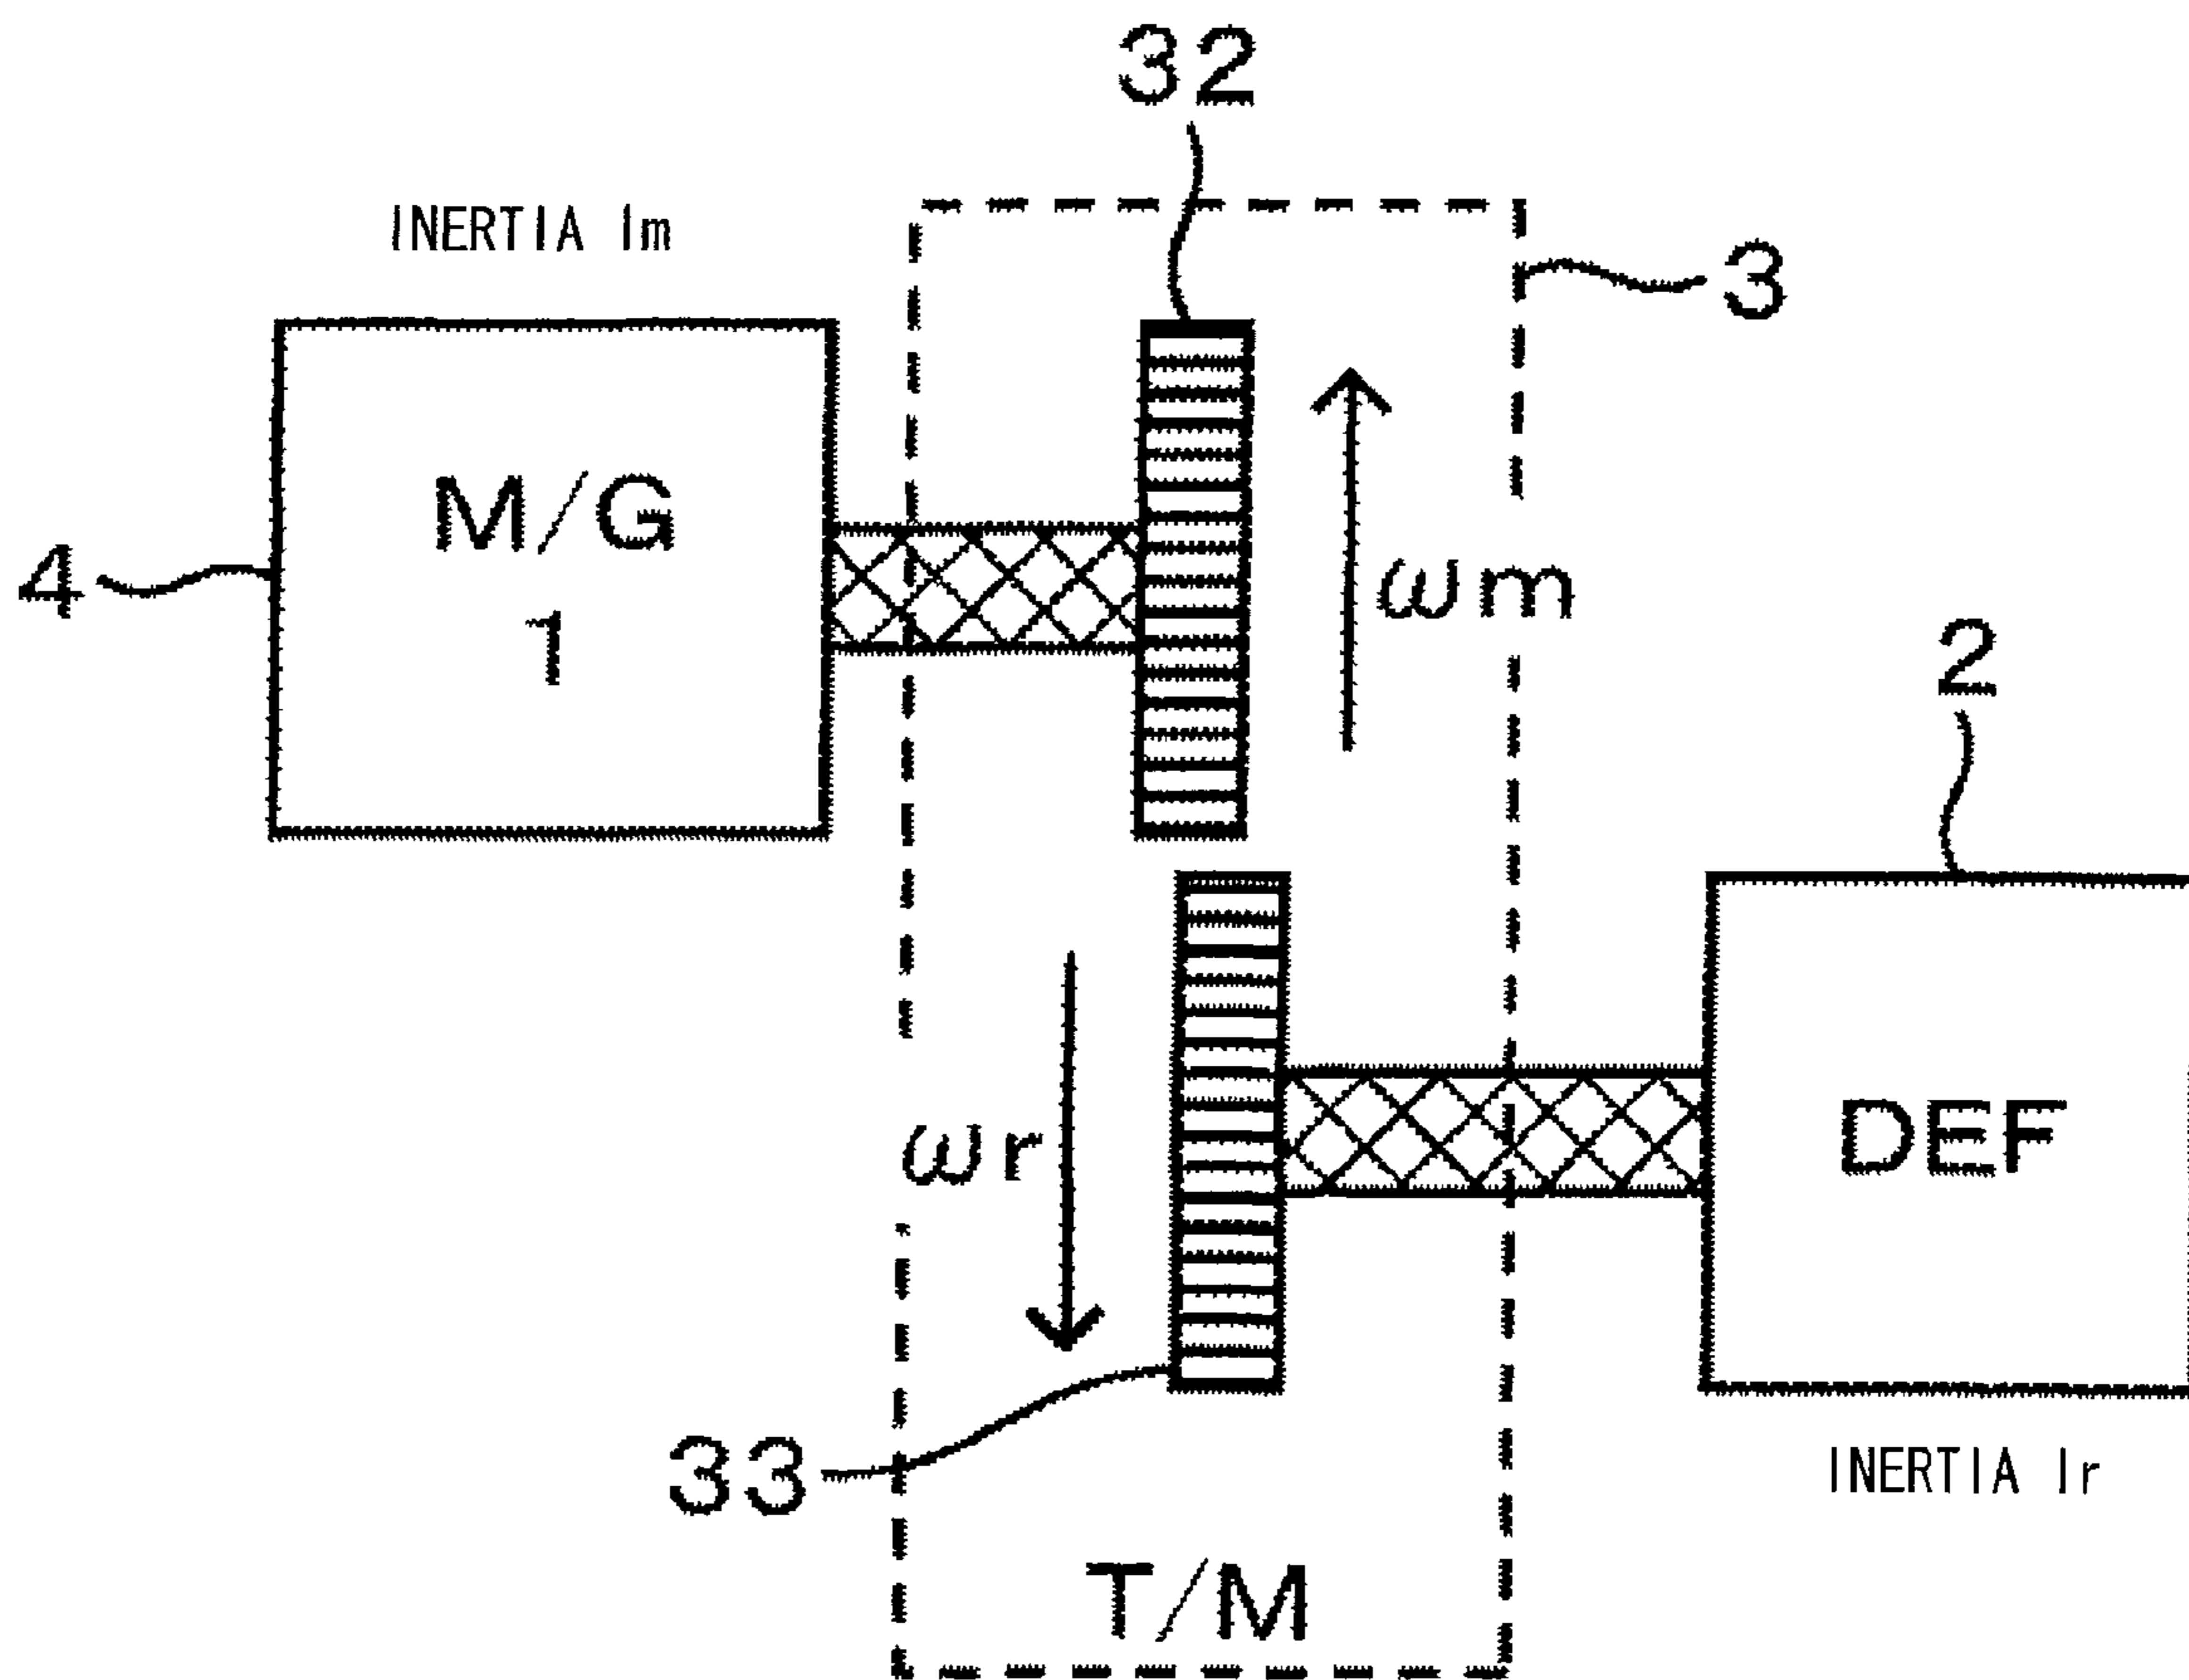 32
INERTIA Im
3
M/G
1
4
ωm
2
ωr
DEF
33
INERTIA Ir
T/M